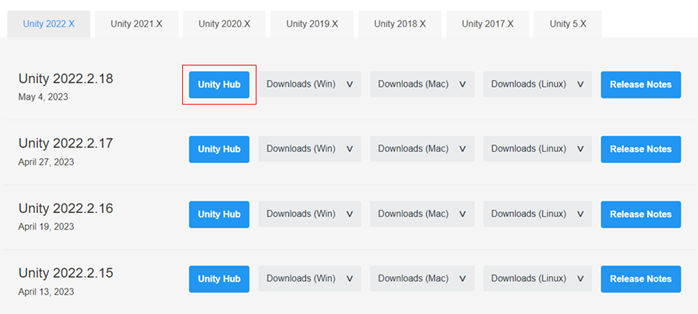 Unity 2022.X Unity 2021.X Unity 2020.X Unity 2019.X Unity 2018.X Unity 2017.X Unity 5.X
Unity 2022.2.18
May 4, 2023
Unity Hub Downloads (Win) ∨ Downloads (Mac) ∨ Downloads (Linux) ∨ Release Notes
Unity 2022.2.17
April 27, 2023
Unity Hub Downloads (Win) ∨ Downloads (Mac) ∨ Downloads (Linux) ∨ Release Notes
Unity 2022.2.16
April 19, 2023
Unity Hub Downloads (Win) ∨ Downloads (Mac) ∨ Downloads (Linux) ∨ Release Notes
Unity 2022.2.15
April 13, 2023
Unity Hub Downloads (Win) ∨ Downloads (Mac) ∨ Downloads (Linux) ∨ Release Notes